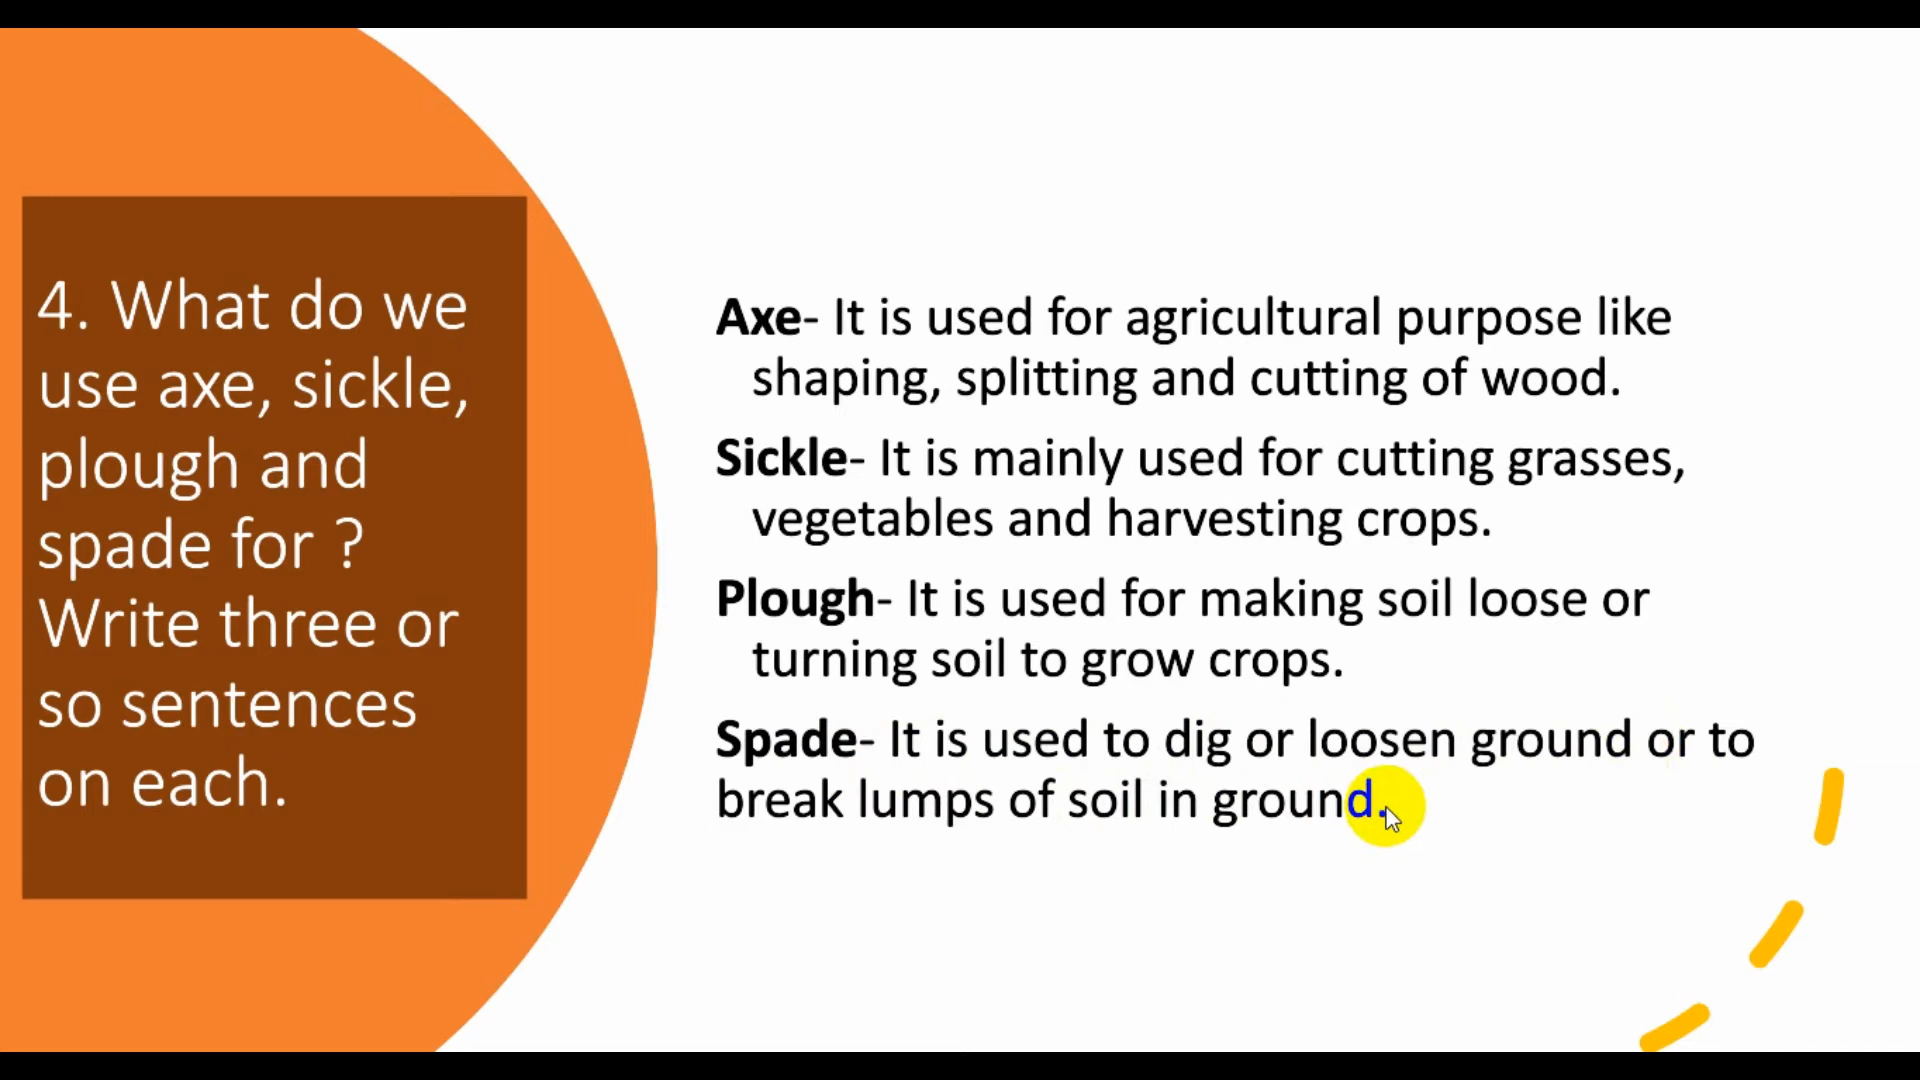 4. What do we
use axe, sickle,
plough and
spade for ?
Write three or
so sentences
on each.
Axe- It is used for agricultural purpose like
shaping, splitting and cutting of wood.
Sickle- It is mainly used for cutting grasses,
vegetables and harvesting crops.
Plough- It is used for making soil loose or
turning soil to grow crops.
Spade- It is used to dig or loosen ground or to
break lumps of soil in ground.